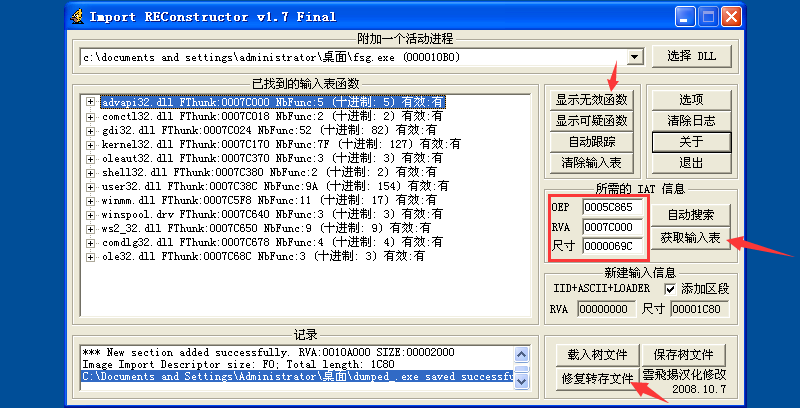 Import REConstructor v1.7 Final
附加一个活动进程
c:\documents and settings\administrator\桌面\fsg.exe (000010B0)
选择 DLL
已找到的输入表函数
advapi32.dll FThunk:0007C000 NbFunc:5 (十进制: 5) 有效:有
comctl32.dll FThunk:0007C018 NbFunc:2 (十进制: 2) 有效:有
gdi32.dll FThunk:0007C024 NbFunc:52 (十进制: 82) 有效:有
kernel32.dll FThunk:0007C170 NbFunc:7F (十进制: 127) 有效:有
oleaut32.dll FThunk:0007C370 NbFunc:3 (十进制: 3) 有效:有
shell32.dll FThunk:0007C380 NbFunc:2 (十进制: 2) 有效:有
user32.dll FThunk:0007C38C NbFunc:9A (十进制: 154) 有效:有
winmm.dll FThunk:0007C5F8 NbFunc:11 (十进制: 17) 有效:有
winspool.drv FThunk:0007C640 NbFunc:3 (十进制: 3) 有效:有
ws2_32.dll FThunk:0007C650 NbFunc:9 (十进制: 9) 有效:有
comdlg32.dll FThunk:0007C678 NbFunc:4 (十进制: 4) 有效:有
ole32.dll FThunk:0007C68C NbFunc:3 (十进制: 3) 有效:有
显示无效函数
显示可疑函数
自动跟踪
清除输入表
选项
清除日志
关于
退出
所需的 IAT 信息
OEP 0005C865
RVA 0007C000
尺寸 0000069C
自动搜索
获取输入表
新建输入信息
IID+ASCII+LOADER 添加区段
RVA 00000000 尺寸 00001C80
记录
*** New section added successfully. RVA:0010A000 SIZE:00002000
Image Import Descriptor size: F0; Total length: 1C80
C:\Documents and Settings\Administrator\桌面\dumped_.exe saved successfu
载入树文件
保存树文件
修复转存文件
雲飛揚汉化修改
2008.10.7